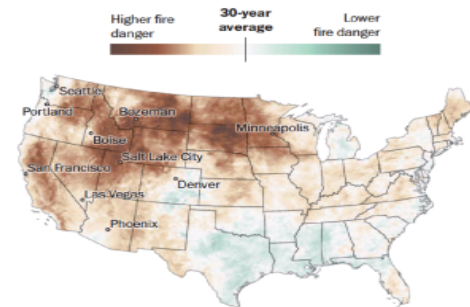 Higher fire
danger
30-year
average
Lower
fire danger
Seattle
Portland
Bozeman
Minneapolis
Boise
Salt Lake City
San Francisco
Denver
Las Vegas
Phoenix